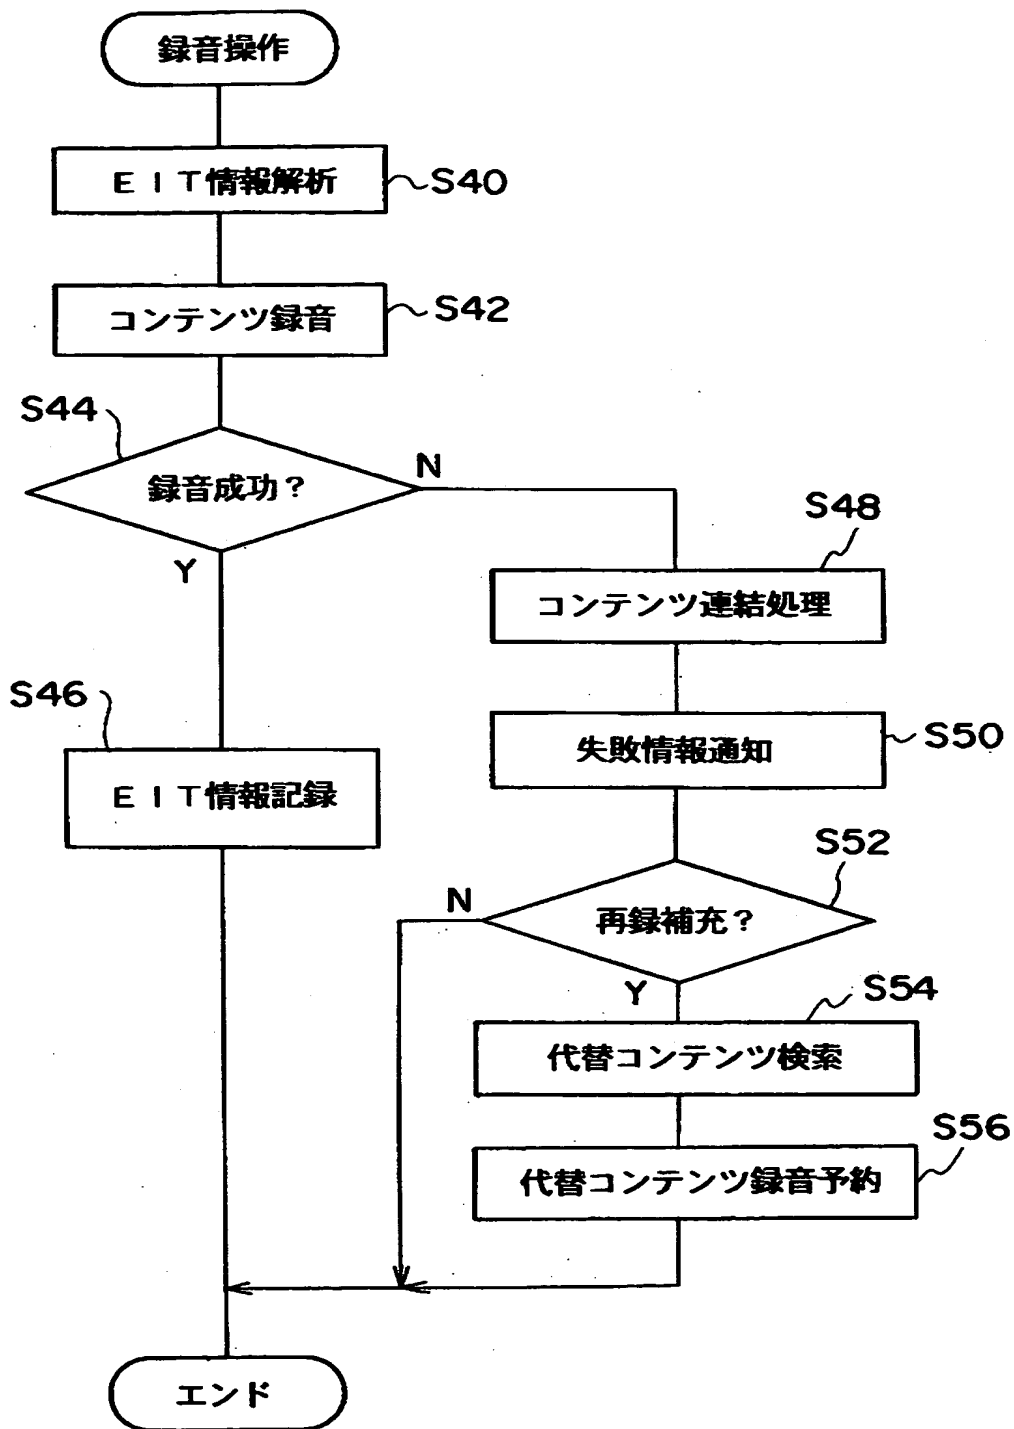 録音操作
EIT情報解析
S40
コンテンツ録音
S42
S44
録音成功?
N
Y
S48
コンテンツ連結処理
S46
EIT情報記録
失敗情報通知
S50
S52
再録補充?
N
Y
S54
代替コンテンツ検索
S56
代替コンテンツ録音予約
エンド